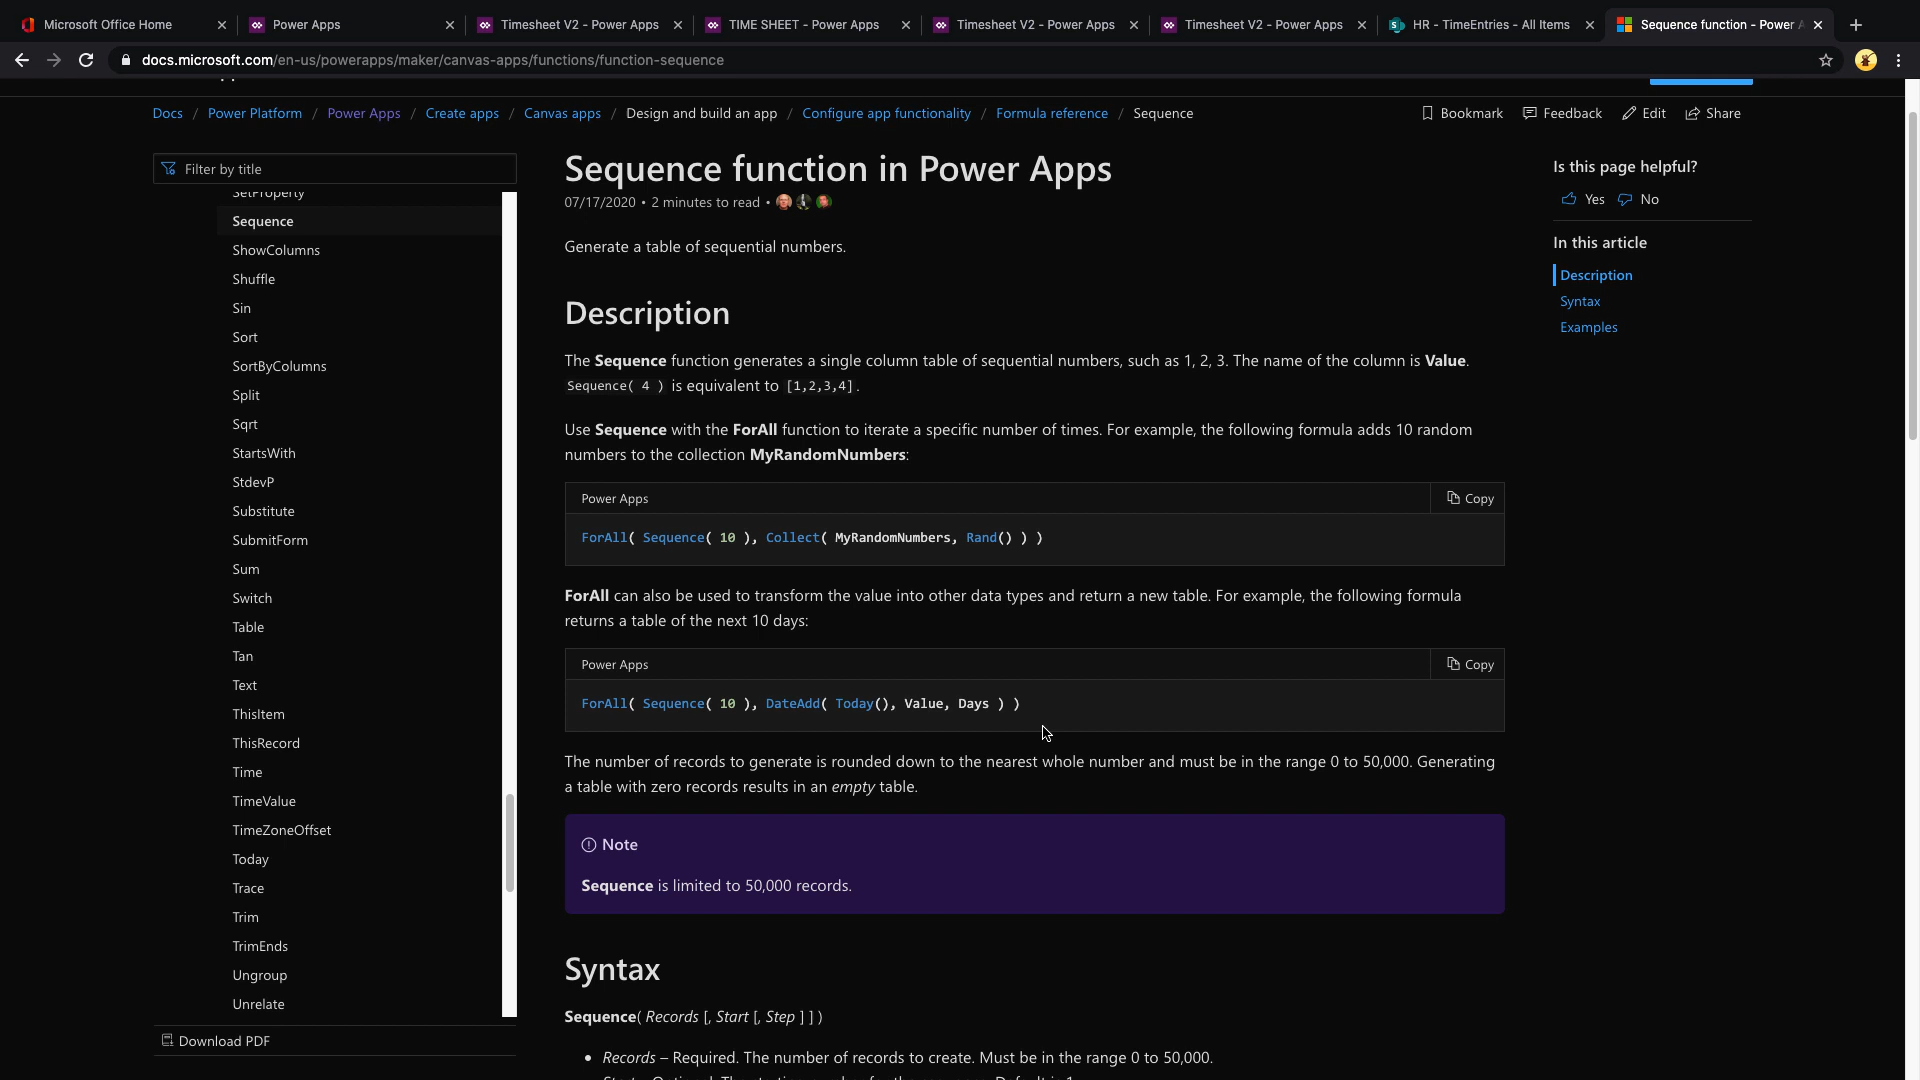 Microsoft Office Home
Power Apps
Timesheet V2 - Power Apps
TIME SHEET - Power Apps
Timesheet V2 - Power Apps
Timesheet V2 - Power Apps
HR - TimeEntries - All Items
Sequence function - Power A
docs.microsoft.com/en-us/powerapps/maker/canvas-apps/functions/function-sequence
Docs / Power Platform / Power Apps / Create apps / Canvas apps / Design and build an app / Configure app functionality / Formula reference / Sequence
Bookmark
Feedback
Edit
Share
Filter by title
SetProperty
Sequence
ShowColumns
Shuffle
Sin
Sort
SortByColumns
Split
Sqrt
StartsWith
StdevP
Substitute
SubmitForm
Sum
Switch
Table
Tan
Text
ThisItem
ThisRecord
Time
TimeValue
TimeZoneOffset
Today
Trace
Trim
TrimEnds
Ungroup
Unrelate
Download PDF
Sequence function in Power Apps
07/17/2020 • 2 minutes to read •
Generate a table of sequential numbers.
Description
The Sequence function generates a single column table of sequential numbers, such as 1, 2, 3. The name of the column is Value.
Sequence( 4 ) is equivalent to [1,2,3,4].
Use Sequence with the ForAll function to iterate a specific number of times. For example, the following formula adds 10 random
numbers to the collection MyRandomNumbers:
Power Apps
Copy
ForAll( Sequence( 10 ), Collect( MyRandomNumbers, Rand() ) )
ForAll can also be used to transform the value into other data types and return a new table. For example, the following formula
returns a table of the next 10 days:
Power Apps
Copy
ForAll( Sequence( 10 ), DateAdd( Today(), Value, Days ) )
The number of records to generate is rounded down to the nearest whole number and must be in the range 0 to 50,000. Generating
a table with zero records results in an empty table.
Note
Sequence is limited to 50,000 records.
Syntax
Sequence( Records [, Start [, Step ] ] )
• Records – Required. The number of records to create. Must be in the range 0 to 50,000.
Is this page helpful?
Yes
No
In this article
Description
Syntax
Examples